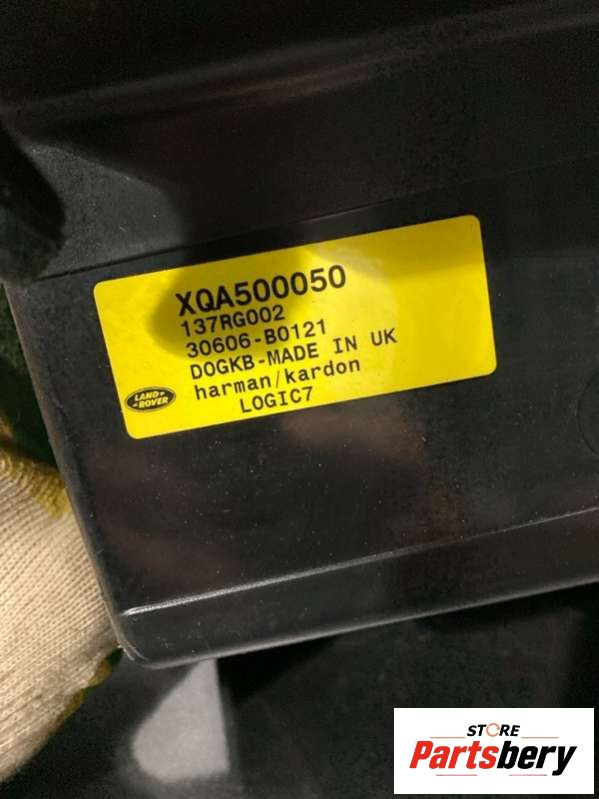 XQA500050
137RG002
30606-B0121
DOGKB-MADE IN UK
harman/kardon
LOGIC7
LAND ROVER
STORE
Partsbery